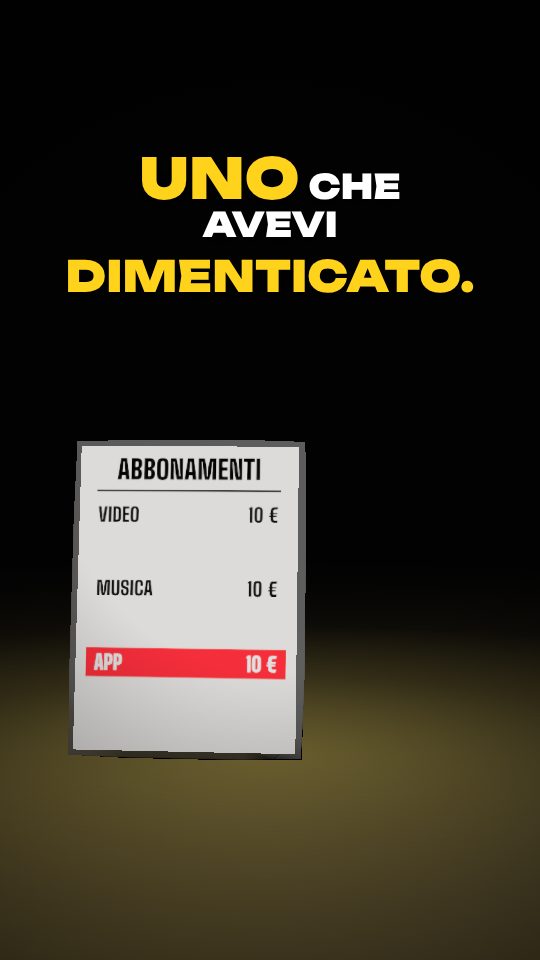 UNO CHE
AVEVI
DIMENTICATO.
ABBONAMENTI
VIDEO 10 €
MUSICA 10 €
APP 10 €